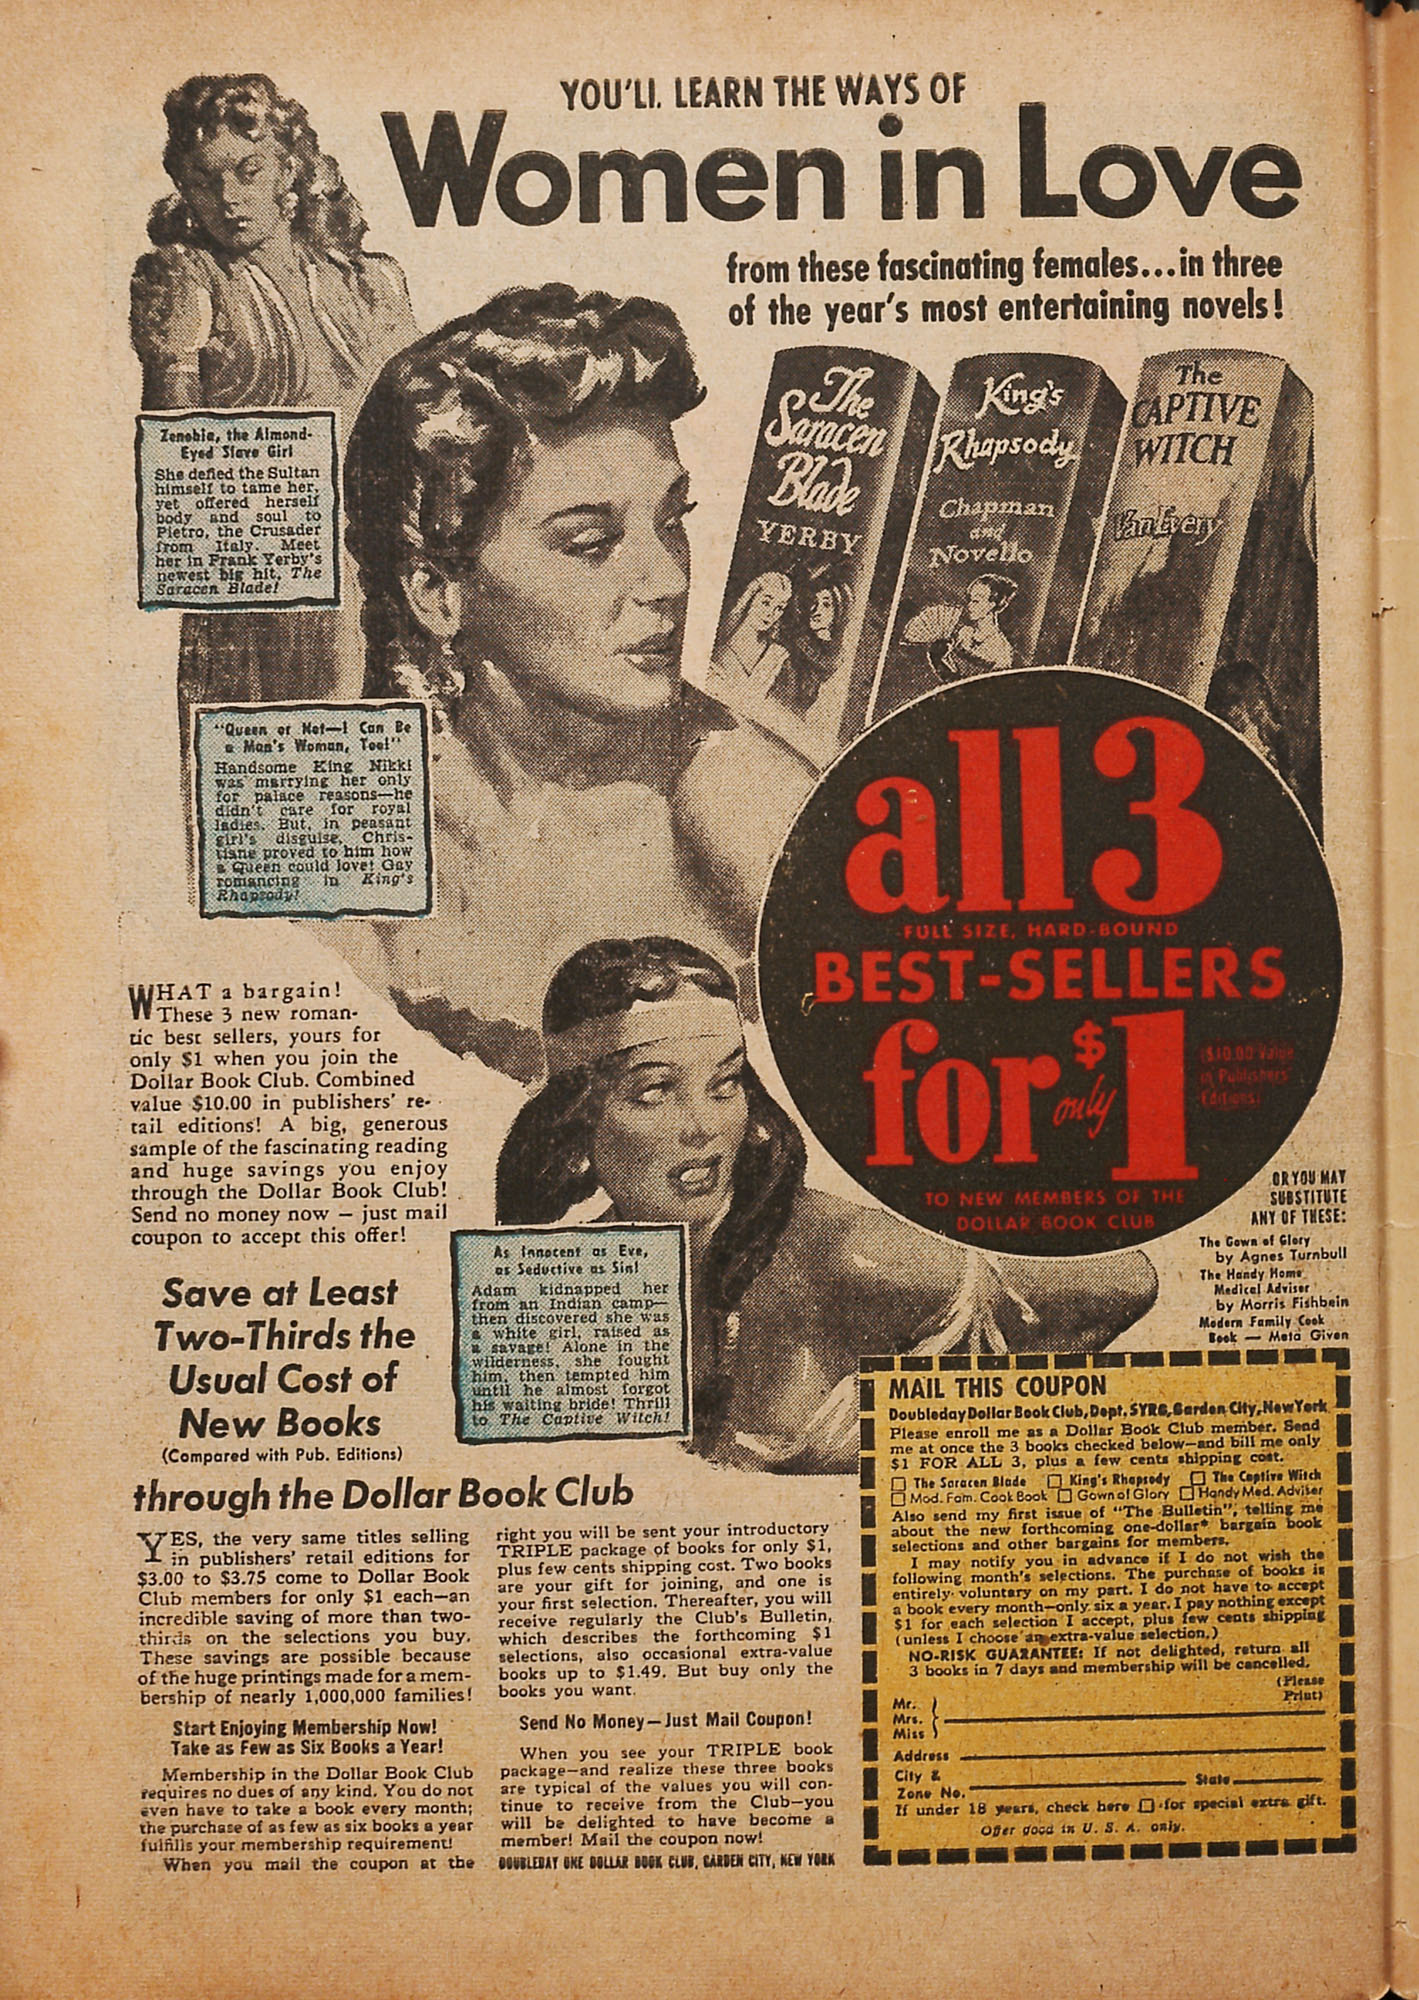 YOU'LL LEARN THE WAYS OF
Women in Love
from these fascinating females...in three
of the year's most entertaining novels!
The
Saracen
Blade
YERBY
King's
Rhapsody
Chapman
and
Novello
The
CAPTIVE
WITCH
Van Every
Zenobia, the Almond-
Eyed Slave Girl
She defied the Sultan
himself to tame her,
yet offered herself
body and soul to
Pietro, the Crusader
from Italy. Meet
her in Frank Yerby's
newest big hit, The
Saracen Blade!
"Queen or Not—I Can Be
a Man's Woman, Too!"
Handsome King Nikki
was marrying her only
for palace reasons—he
didn't care for royal
ladies. But, in peasant
girl's disguise, Chris-
tiane proved to him how
a Queen could love! Gay
romancing in King's
Rhapsody!
all 3
FULL SIZE, HARD-BOUND
BEST-SELLERS
for only $1
($10.00 Value
in Publishers'
Editions)
TO NEW MEMBERS OF THE
DOLLAR BOOK CLUB
WHAT a bargain!
These 3 new roman-
tic best sellers, yours for
only $1 when you join the
Dollar Book Club. Combined
value $10.00 in publishers' re-
tail editions! A big, generous
sample of the fascinating reading
and huge savings you enjoy
through the Dollar Book Club!
Send no money now — just mail
coupon to accept this offer!
As Innocent as Eve,
as Seductive as Sin!
Adam kidnapped her
from an Indian camp—
then discovered she was
a white girl, raised as
a savage! Alone in the
wilderness, she fought
him, then tempted him
until he almost forgot
his waiting bride! Thrill
to The Captive Witch!
OR YOU MAY
SUBSTITUTE
ANY OF THESE:
The Gown of Glory
by Agnes Turnbull
The Handy Home
Medical Adviser
by Morris Fishbein
Modern Family Cook
Book — Meta Given
Save at Least
Two-Thirds the
Usual Cost of
New Books
(Compared with Pub. Editions)
through the Dollar Book Club
YES, the very same titles selling
in publishers' retail editions for
$3.00 to $3.75 come to Dollar Book
Club members for only $1 each—an
incredible saving of more than two-
thirds on the selections you buy.
These savings are possible because
of the huge printings made for a mem-
bership of nearly 1,000,000 families!
Start Enjoying Membership Now!
Take as Few as Six Books a Year!
Membership in the Dollar Book Club
requires no dues of any kind. You do not
even have to take a book every month;
the purchase of as few as six books a year
fulfills your membership requirement!
When you mail the coupon at the
right you will be sent your introductory
TRIPLE package of books for only $1,
plus few cents shipping cost. Two books
are your gift for joining, and one is
your first selection. Thereafter, you will
receive regularly the Club's Bulletin,
which describes the forthcoming $1
selections, also occasional extra-value
books up to $1.49. But buy only the
books you want.
Send No Money—Just Mail Coupon!
When you see your TRIPLE book
package—and realize these three books
are typical of the values you will con-
tinue to receive from the Club—you
will be delighted to have become a
member! Mail the coupon now!
DOUBLEDAY ONE DOLLAR BOOK CLUB, GARDEN CITY, NEW YORK
MAIL THIS COUPON
Doubleday Dollar Book Club, Dept. 5YRG, Garden City, New York
Please enroll me as a Dollar Book Club member. Send
me at once the 3 books checked below—and bill me only
$1 FOR ALL 3, plus a few cents shipping cost.
☐ The Saracen Blade ☐ King's Rhapsody ☐ The Captive Witch
☐ Mod. Fam. Cook Book ☐ Gown of Glory ☐ Handy Med. Adviser
Also send my first issue of "The Bulletin", telling me
about the new forthcoming one-dollar* bargain book
selections and other bargains for members.
I may notify you in advance if I do not wish the
following month's selections. The purchase of books is
entirely voluntary on my part. I do not have to accept
a book every month—only six a year. I pay nothing except
$1 for each selection I accept, plus few cents shipping
(unless I choose an extra-value selection.)
NO-RISK GUARANTEE: If not delighted, return all
3 books in 7 days and membership will be cancelled.
(Please
Print)
Mr.
Mrs.
Miss
Address
City &
Zone No. State
If under 18 years, check here ☐ for special extra gift.
Offer good in U. S. A. only.